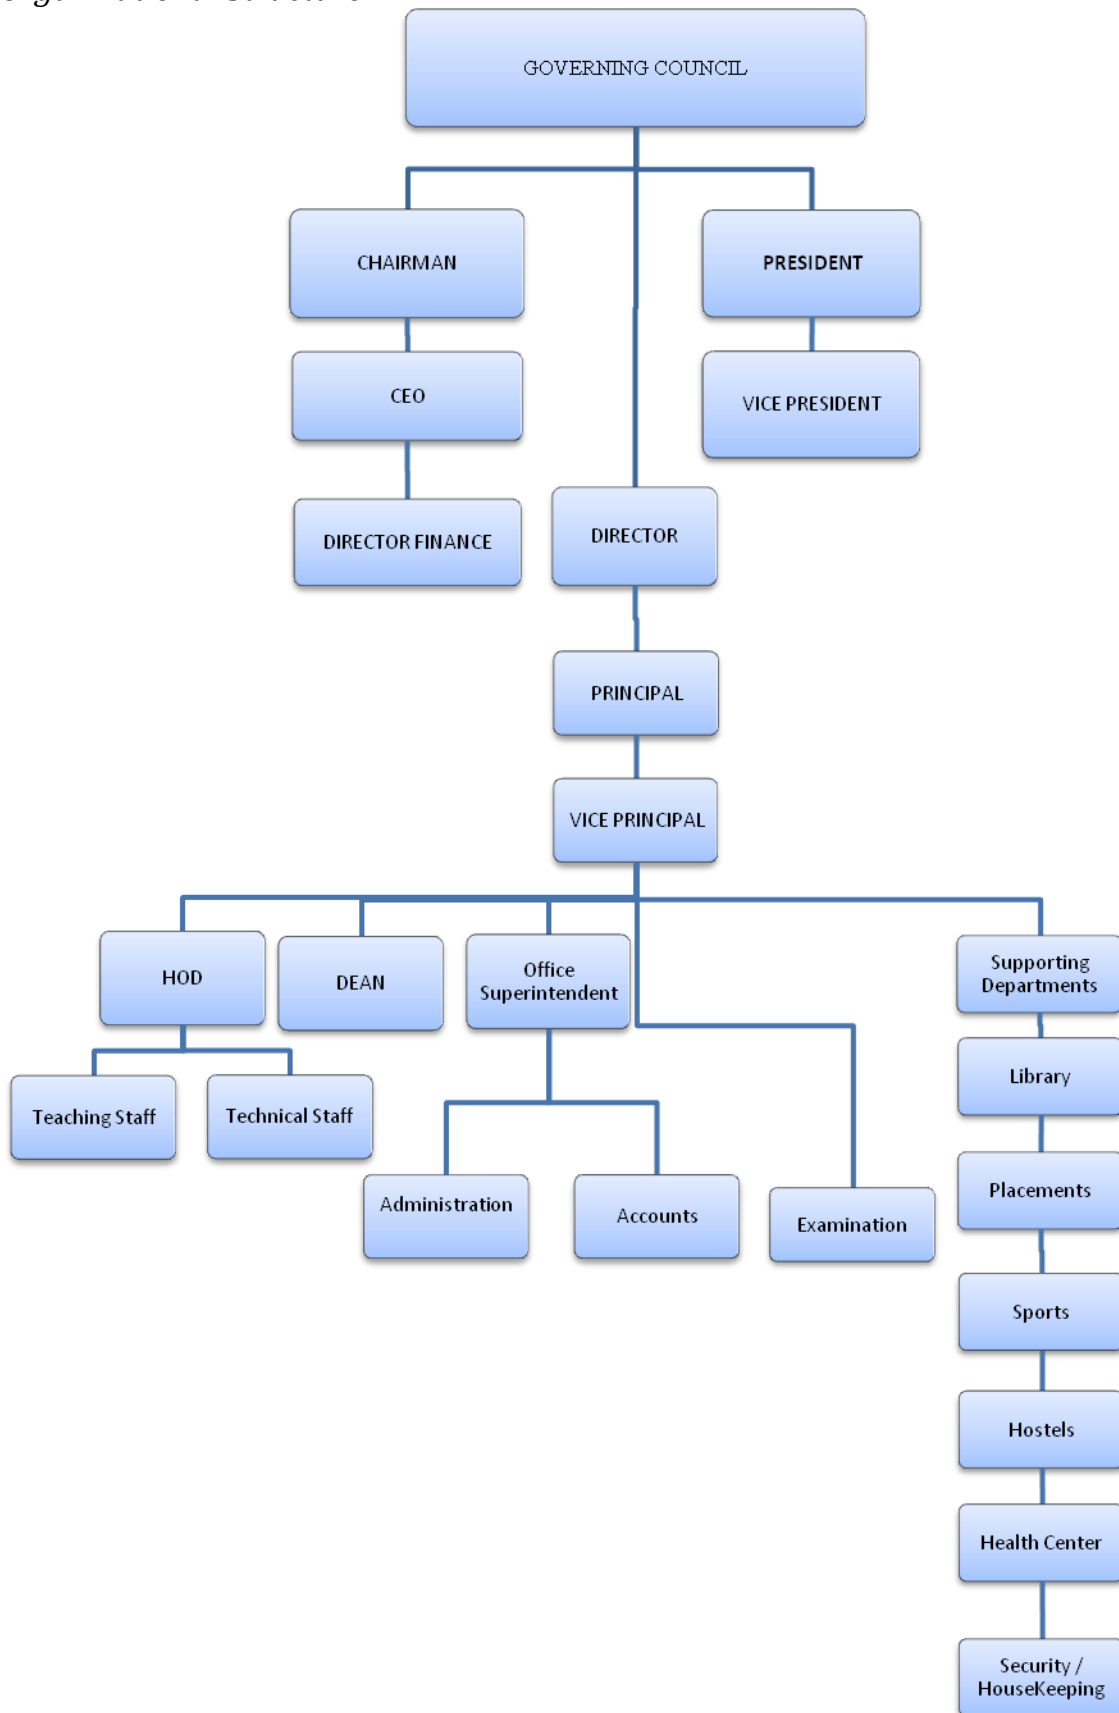 GOVERNING COUNCIL
CHAIRMAN
PRESIDENT
CEO
VICE PRESIDENT
DIRECTOR FINANCE
DIRECTOR
PRINCIPAL
VICE PRINCIPAL
HOD
DEAN
Office
Superintendent
Supporting
Departments
Library
Teaching Staff
Technical Staff
Administration
Accounts
Examination
Placements
Sports
Hostels
Health Center
Security /
HouseKeeping